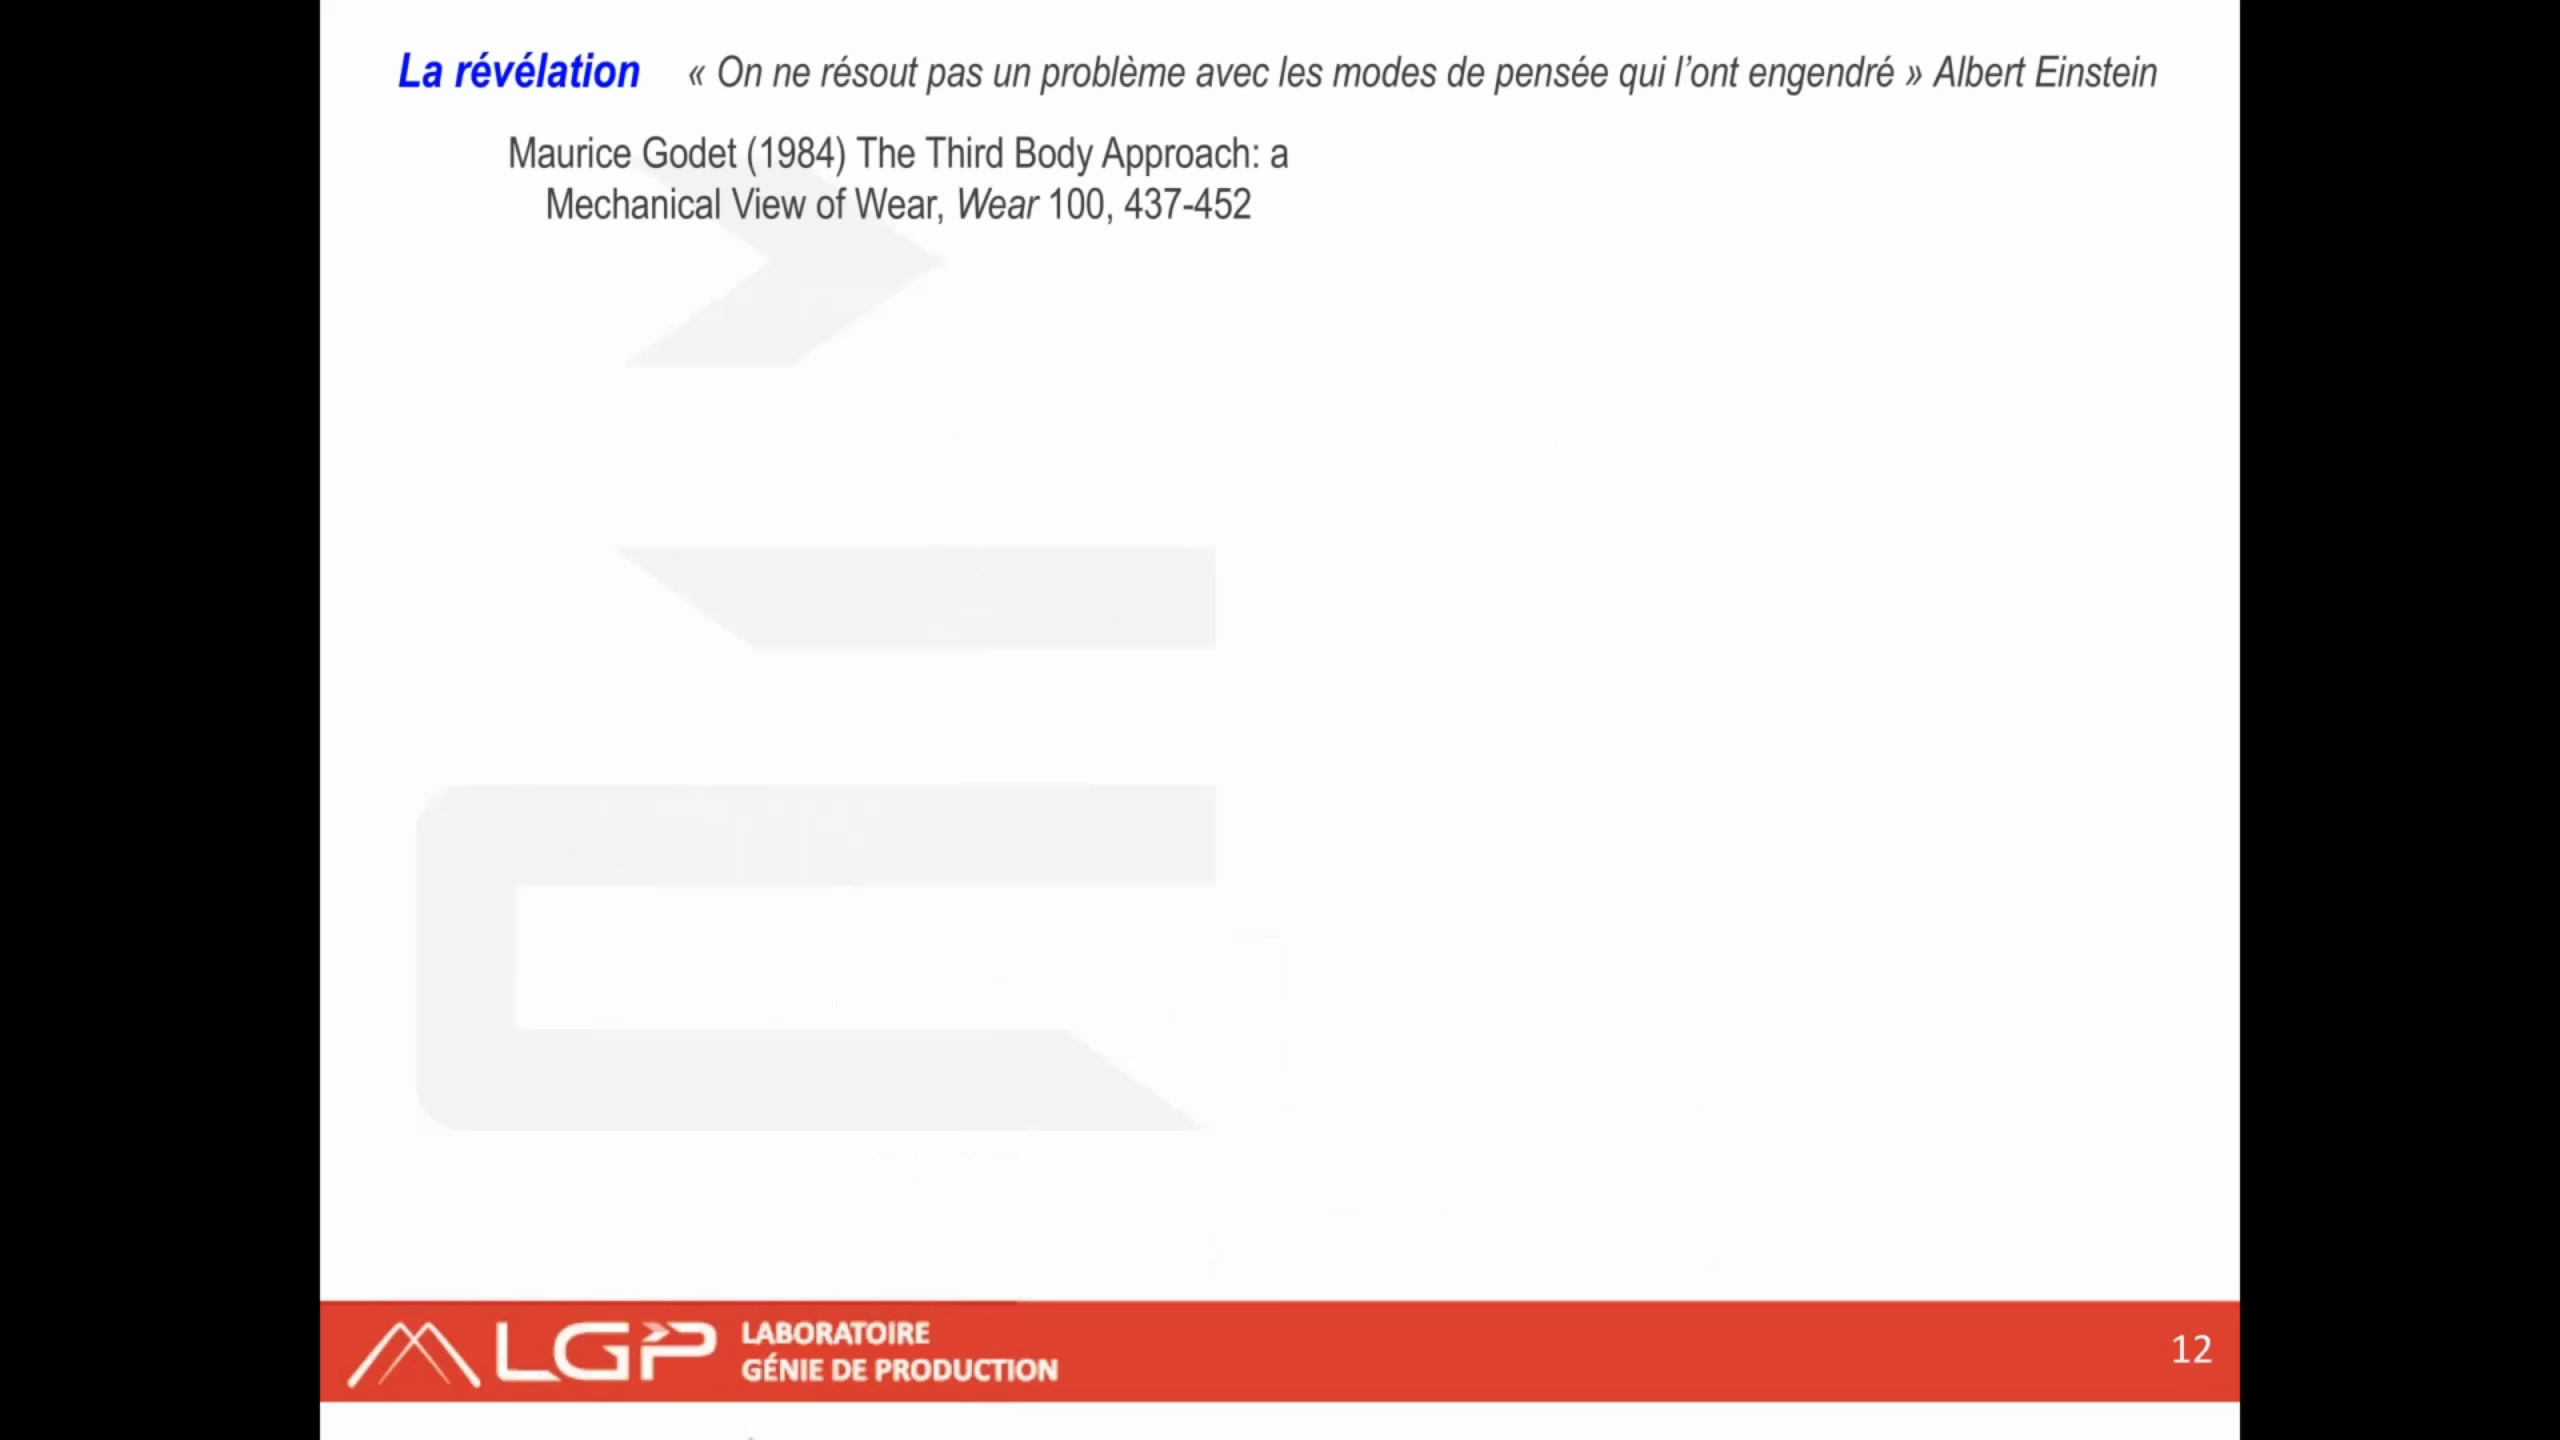 La révélation « On ne résout pas un problème avec les modes de pensée qui l’ont engendré » Albert Einstein
Maurice Godet (1984) The Third Body Approach: a
Mechanical View of Wear, Wear 100, 437-452
LGP LABORATOIRE
GÉNIE DE PRODUCTION
12